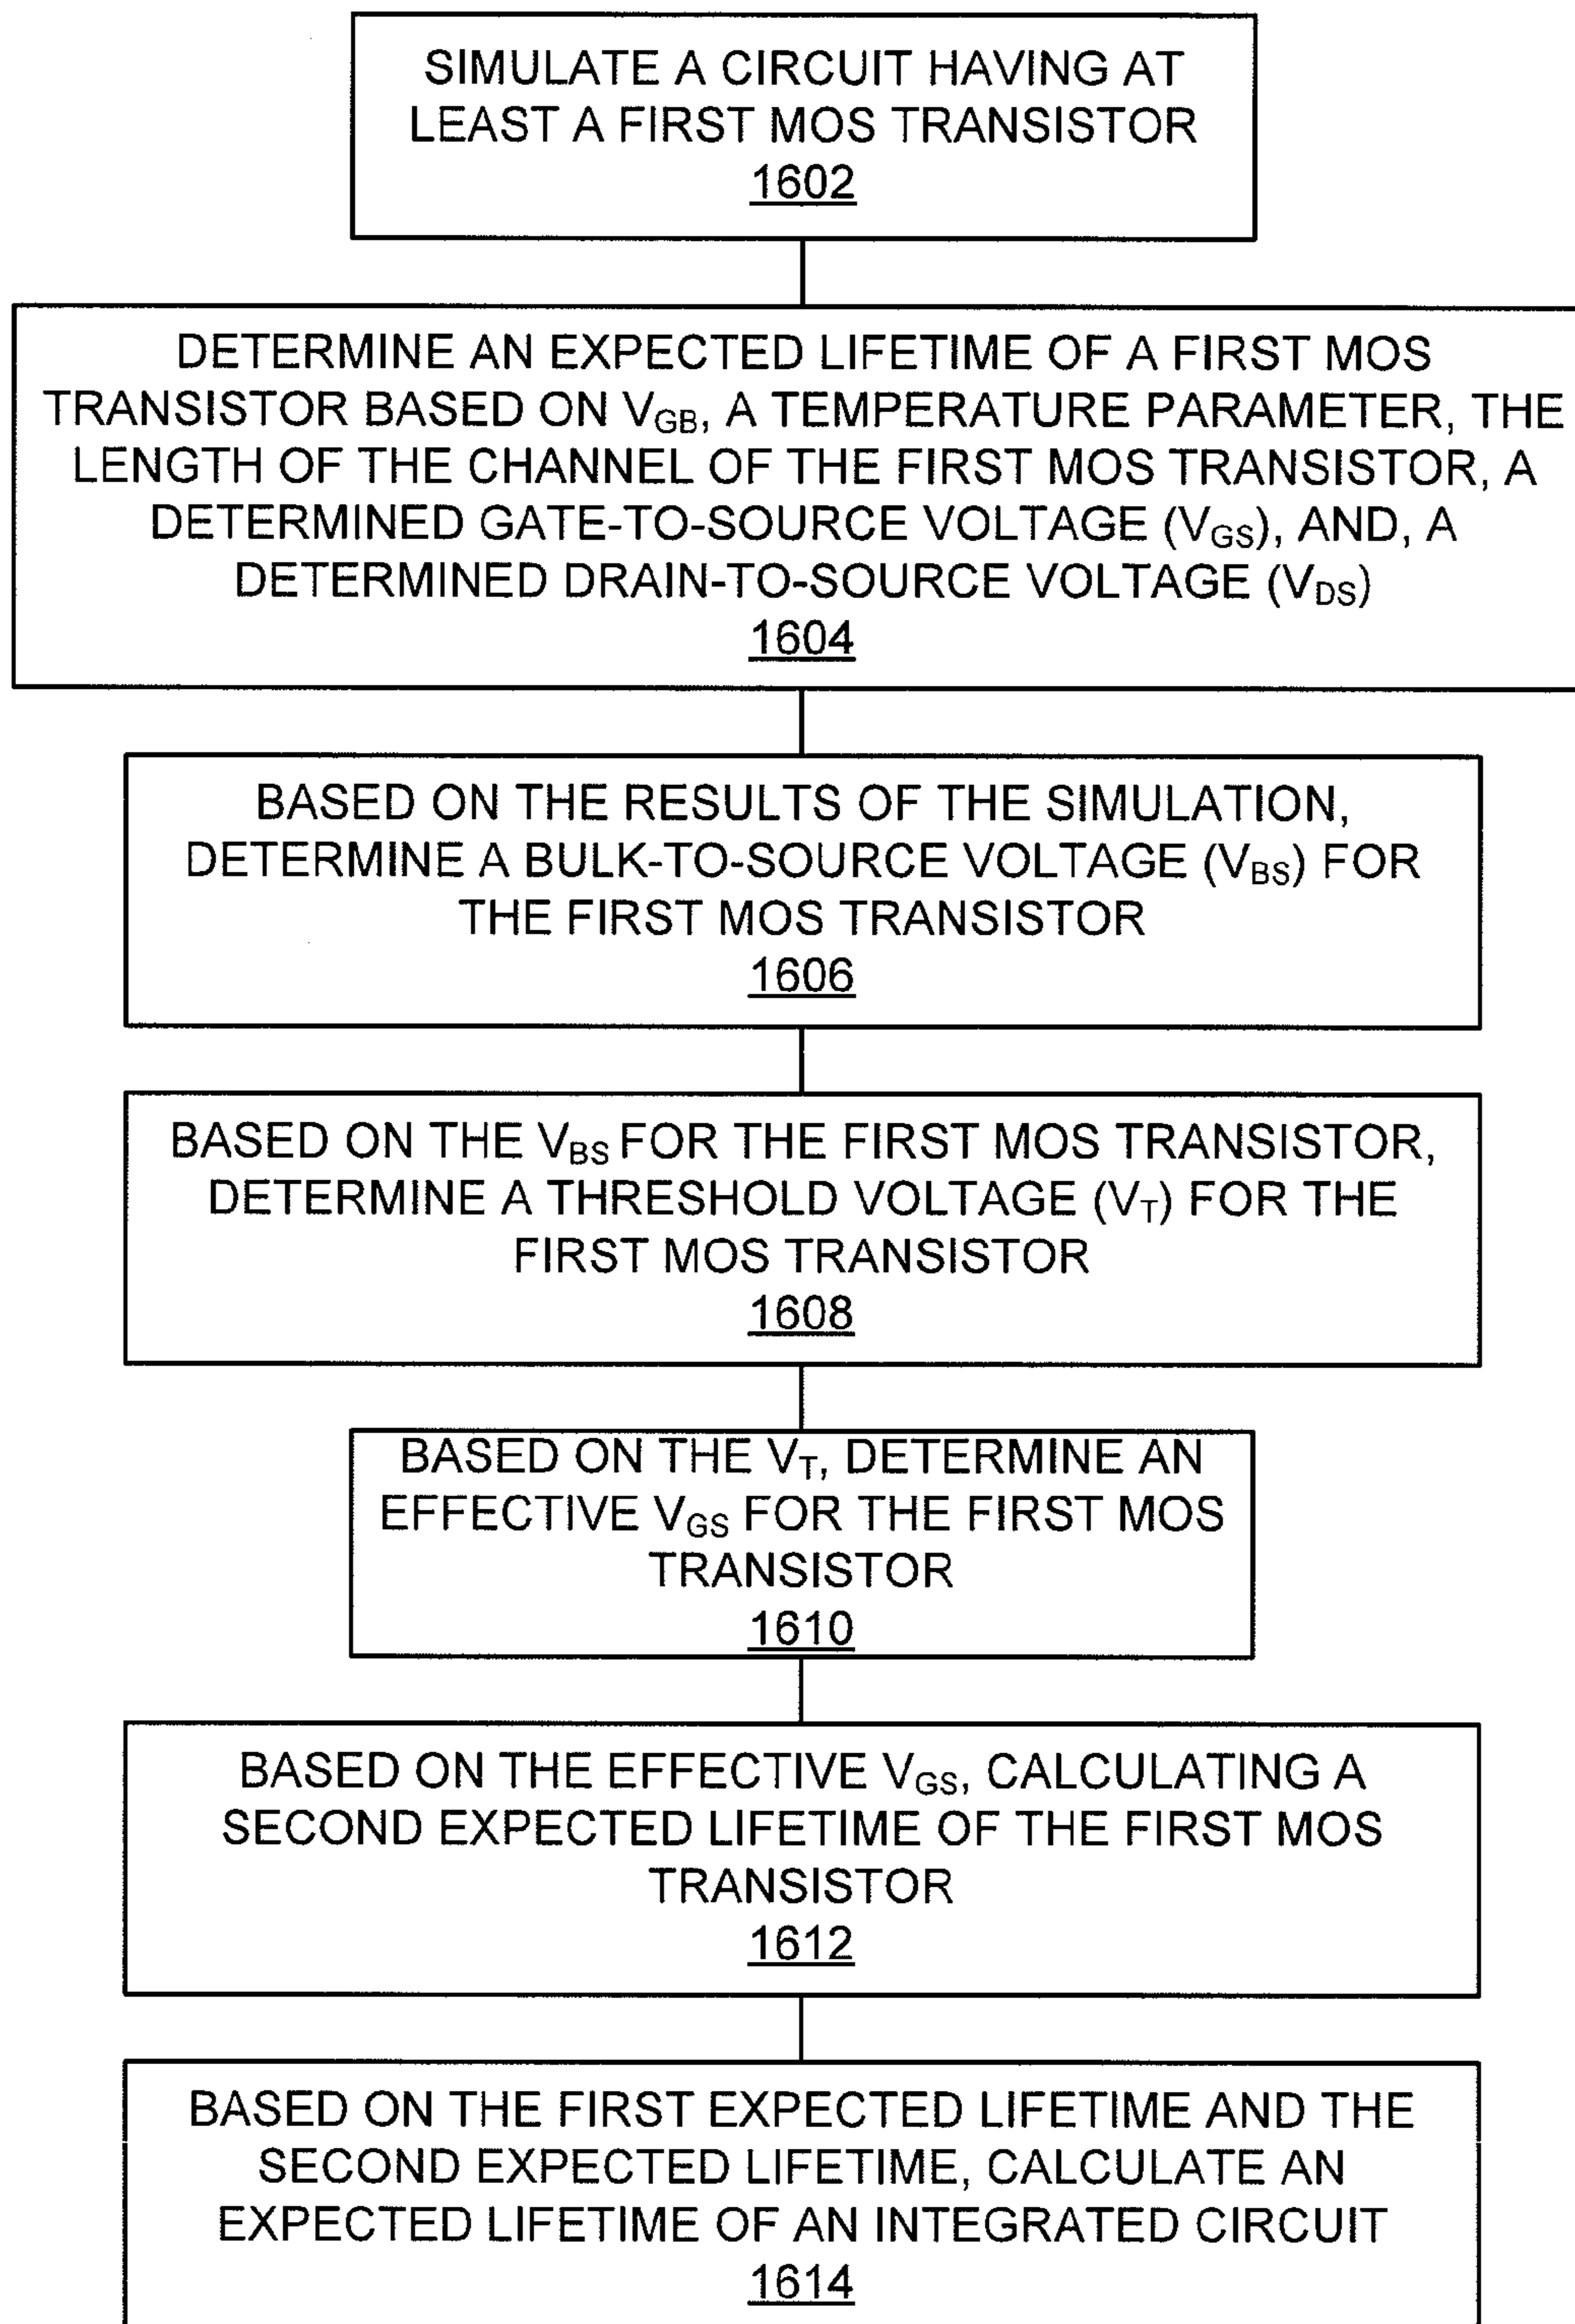 SIMULATE A CIRCUIT HAVING AT
LEAST A FIRST MOS TRANSISTOR
1602
DETERMINE AN EXPECTED LIFETIME OF A FIRST MOS
TRANSISTOR BASED ON VGB, A TEMPERATURE PARAMETER, THE
LENGTH OF THE CHANNEL OF THE FIRST MOS TRANSISTOR, A
DETERMINED GATE-TO-SOURCE VOLTAGE (VGS), AND, A
DETERMINED DRAIN-TO-SOURCE VOLTAGE (VDS)
1604
BASED ON THE RESULTS OF THE SIMULATION,
DETERMINE A BULK-TO-SOURCE VOLTAGE (VBS) FOR
THE FIRST MOS TRANSISTOR
1606
BASED ON THE VBS FOR THE FIRST MOS TRANSISTOR,
DETERMINE A THRESHOLD VOLTAGE (VT) FOR THE
FIRST MOS TRANSISTOR
1608
BASED ON THE VT, DETERMINE AN
EFFECTIVE VGS FOR THE FIRST MOS
TRANSISTOR
1610
BASED ON THE EFFECTIVE VGS, CALCULATING A
SECOND EXPECTED LIFETIME OF THE FIRST MOS
TRANSISTOR
1612
BASED ON THE FIRST EXPECTED LIFETIME AND THE
SECOND EXPECTED LIFETIME, CALCULATE AN
EXPECTED LIFETIME OF AN INTEGRATED CIRCUIT
1614